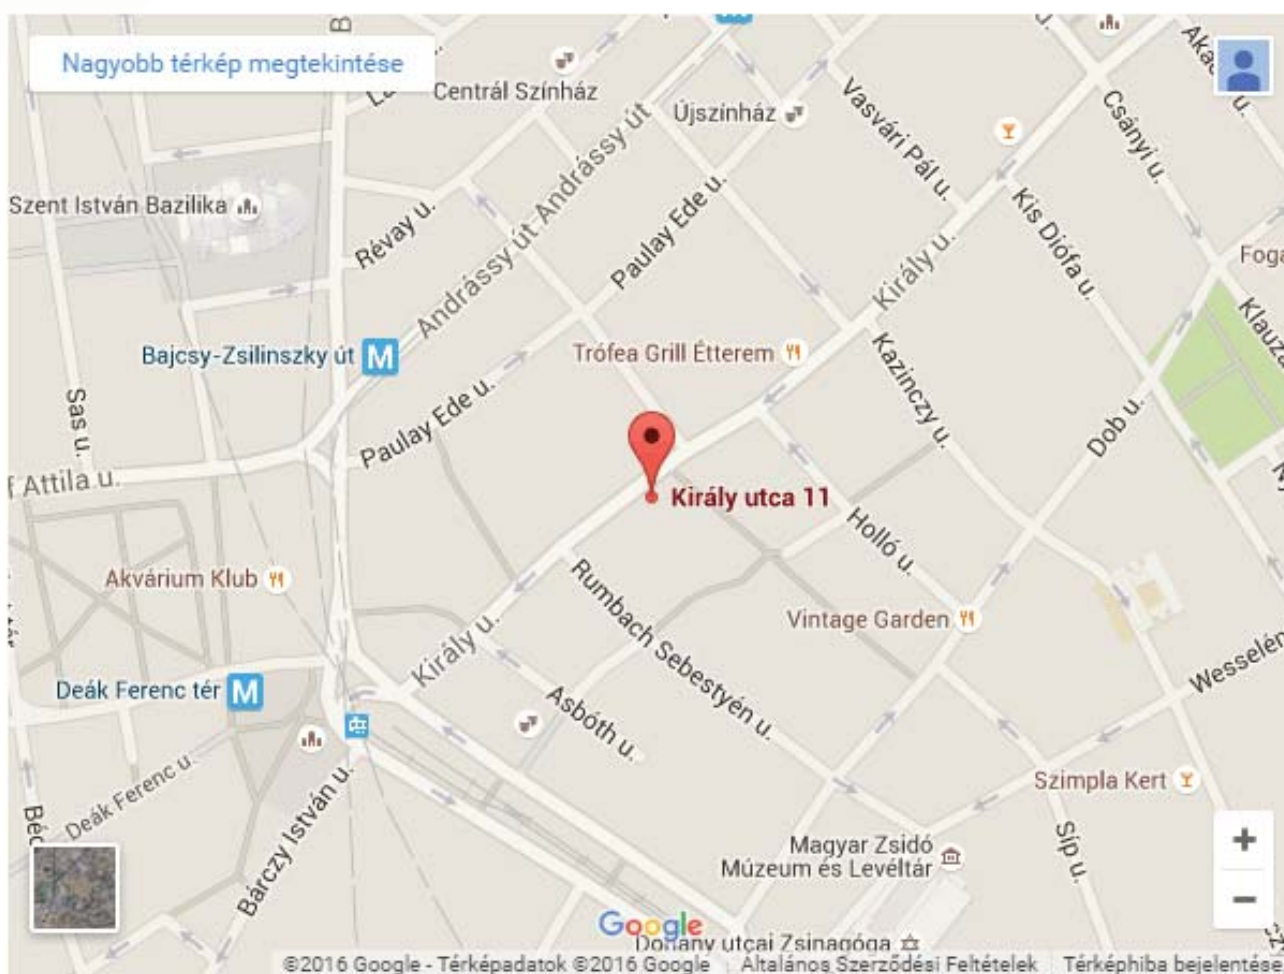 Nagyobb térkép megtekintése
Centrál Színház
Újszínház
Vasvári Pál u.
Csányi u.
Szent István Bazilika
Révay u.
Andrássy út
Andrássy út
Paulay Ede u.
Király u.
Kis Diófa u.
Bajcsy-Zsilinszky út
M
Trófea Grill Étterem
Kazinczy u.
Sas u.
Paulay Ede u.
Dob u.
Attila u.
Király utca 11
Holló u.
Akvárium Klub
Rumbach Sebestyén u.
Vintage Garden
Király u.
Deák Ferenc tér
M
Asbóth u.
Deák Ferenc u.
Bárczy István u.
Szimpla Kert
Síp u.
Magyar Zsidó
Múzeum és Levéltár
+
−
Google
Dohány utcai Zsinagóga
©2016 Google - Térképadatok ©2016 Google
Általános Szerződési Feltételek
Térképhiba bejelentése